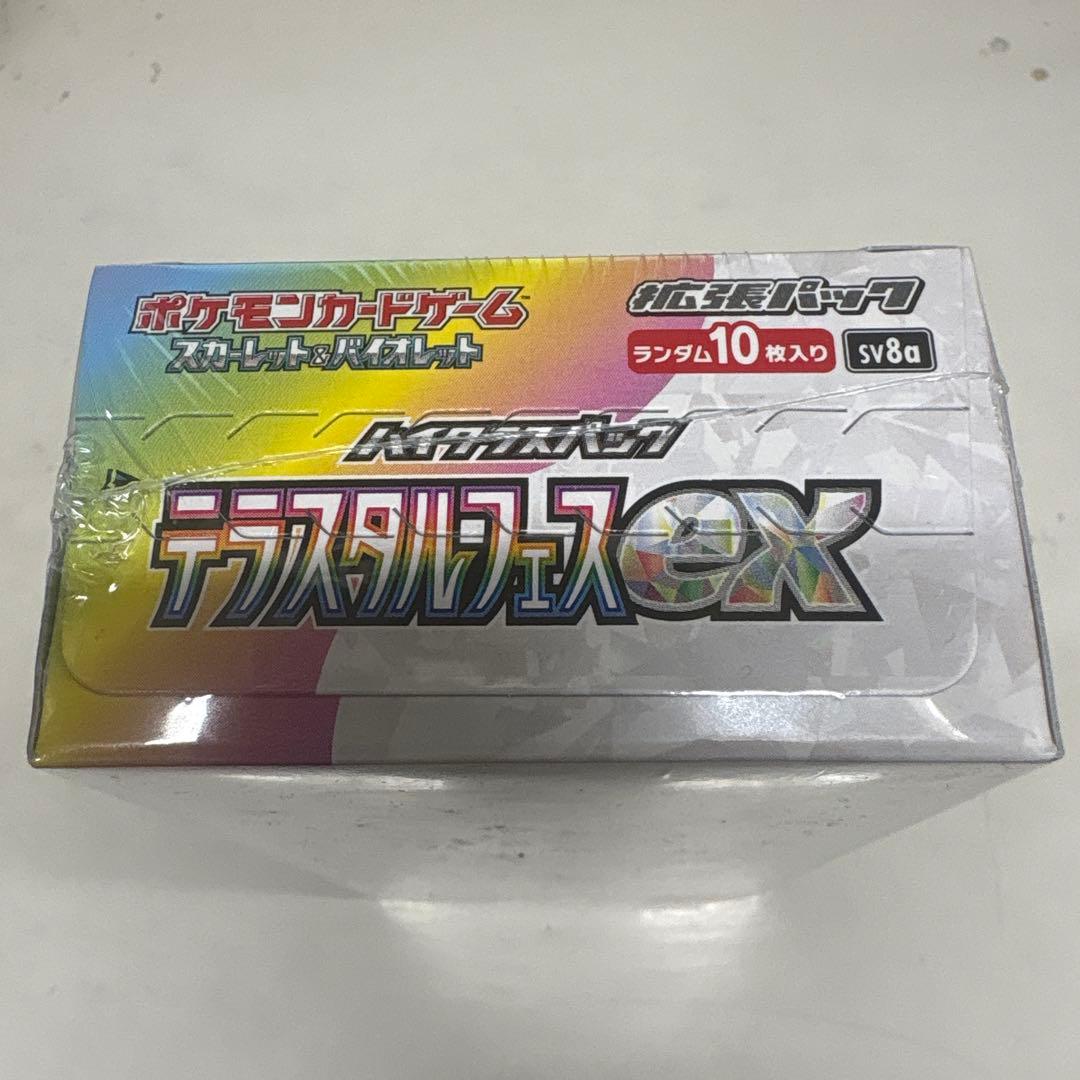 ポケモンカードゲーム™
スカーレット&バイオレット
拡張パック
ランダム10枚入り
SV8a
ハイクラスパック
テラスタルフェスex